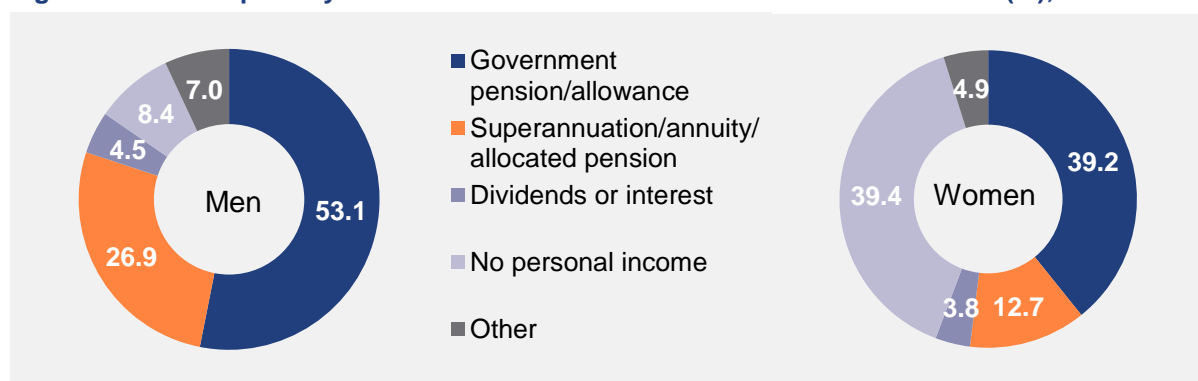 7.0
8.4
4.5
Men
53.1
26.9
Government
pension/allowance
Superannuation/annuity/
allocated pension
Dividends or interest
No personal income
Other
4.9
39.2
39.4
Women
3.8
12.7